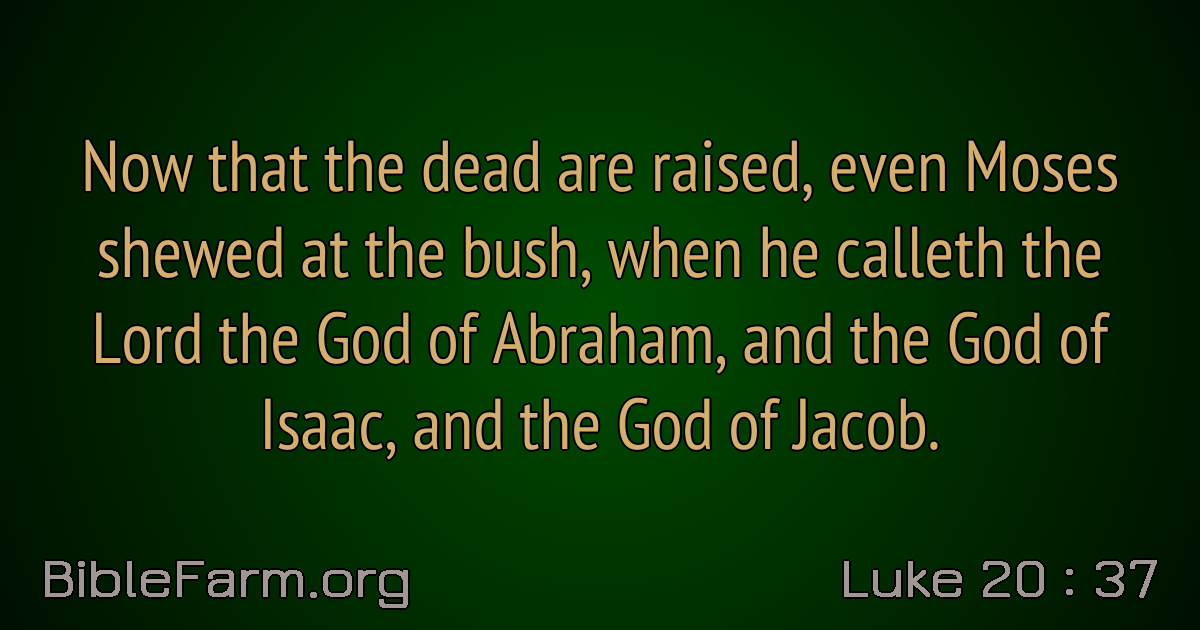 Now that the dead are raised, even Moses
shewed at the bush, when he calleth the
Lord the God of Abraham, and the God of
Isaac, and the God of Jacob.
BibleFarm.org
Luke 20 : 37